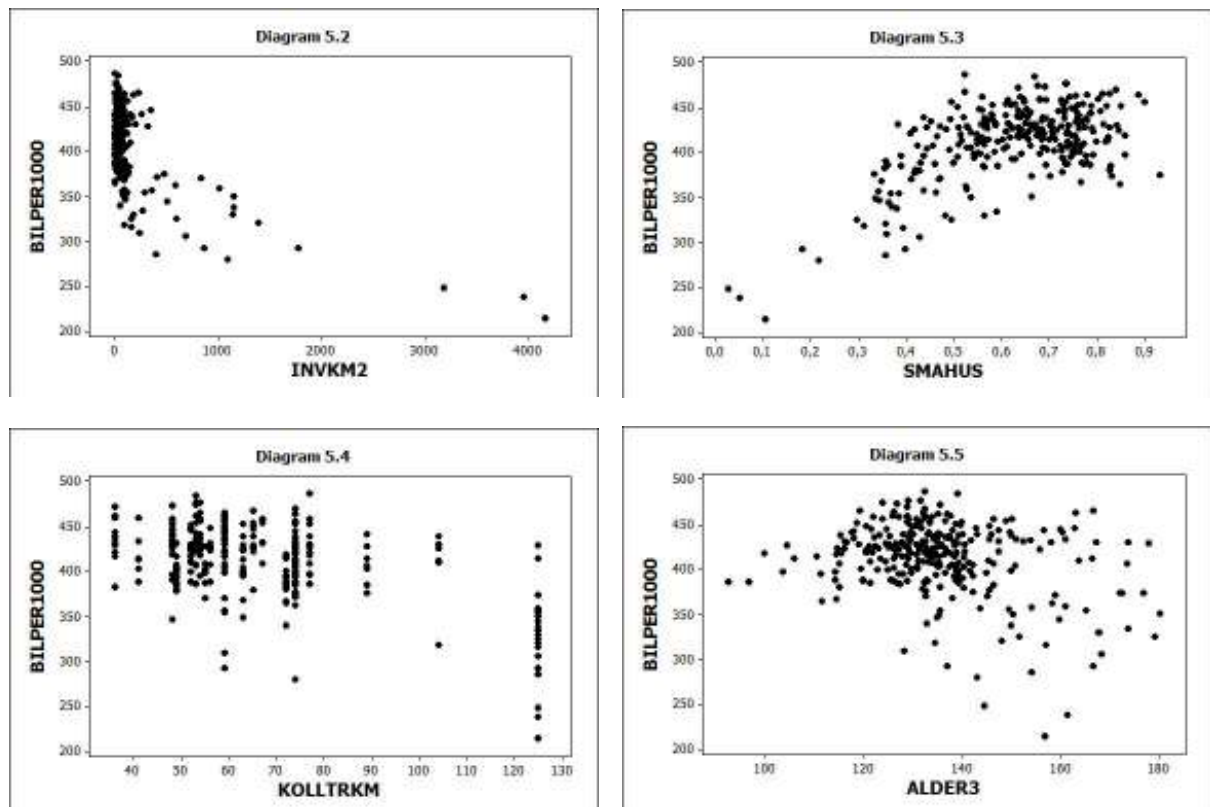 Diagram 5.2
BILPER1000
500
450
400
350
300
250
200
0 1000 2000 3000 4000
INVKM2
Diagram 5.3
BILPER1000
500
450
400
350
300
250
200
0,0 0,1 0,2 0,3 0,4 0,5 0,6 0,7 0,8 0,9
SMAHUS
Diagram 5.4
BILPER1000
500
450
400
350
300
250
200
40 50 60 70 80 90 100 110 120 130
KOLLTRKM
Diagram 5.5
BILPER1000
500
450
400
350
300
250
200
100 120 140 160 180
ALDER3